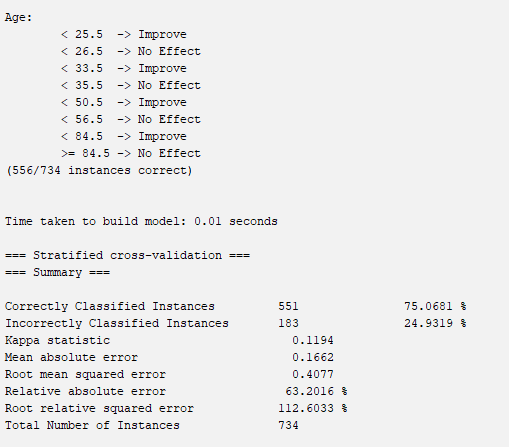 Age:
< 25.5 -> Improve
< 26.5 -> No Effect
< 33.5 -> Improve
< 35.5 -> No Effect
< 50.5 -> Improve
< 56.5 -> No Effect
< 84.5 -> Improve
>= 84.5 -> No Effect
(556/734 instances correct)
Time taken to build model: 0.01 seconds
=== Stratified cross-validation ===
=== Summary ===
Correctly Classified Instances 551 75.0681 %
Incorrectly Classified Instances 183 24.9319 %
Kappa statistic 0.1194
Mean absolute error 0.1662
Root mean squared error 0.4077
Relative absolute error 63.2016 %
Root relative squared error 112.6033 %
Total Number of Instances 734